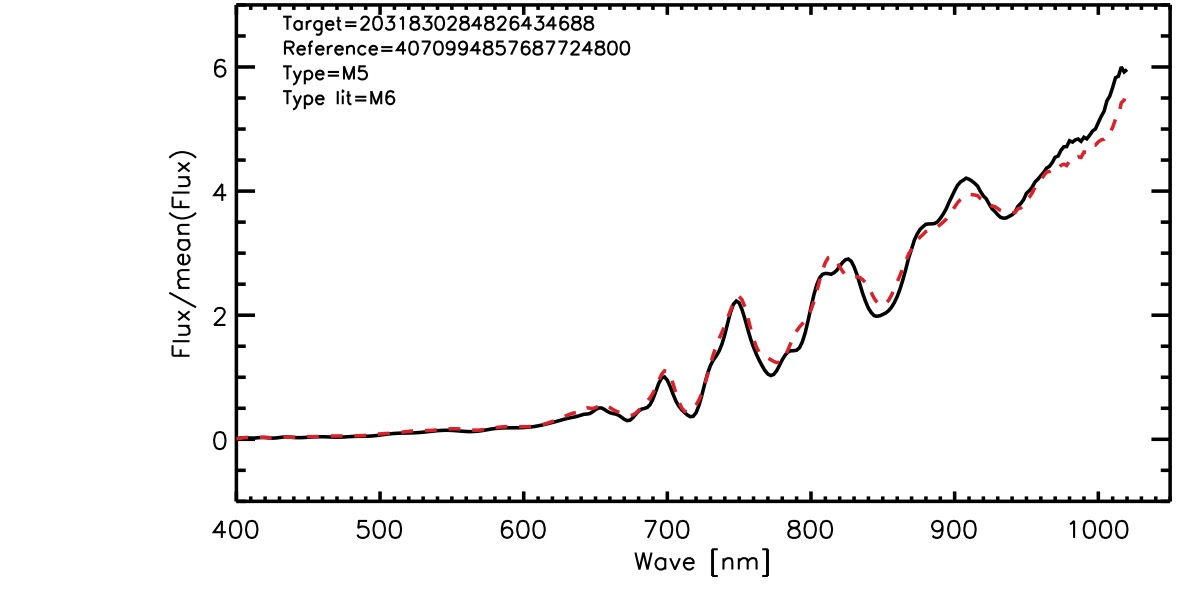 Target=2031830284826434688
Reference=4070994857687724800
Type=M5
Type lit=M6
Flux/mean(Flux)
6
4
2
0
400 500 600 700 800 900 1000
Wave [nm]